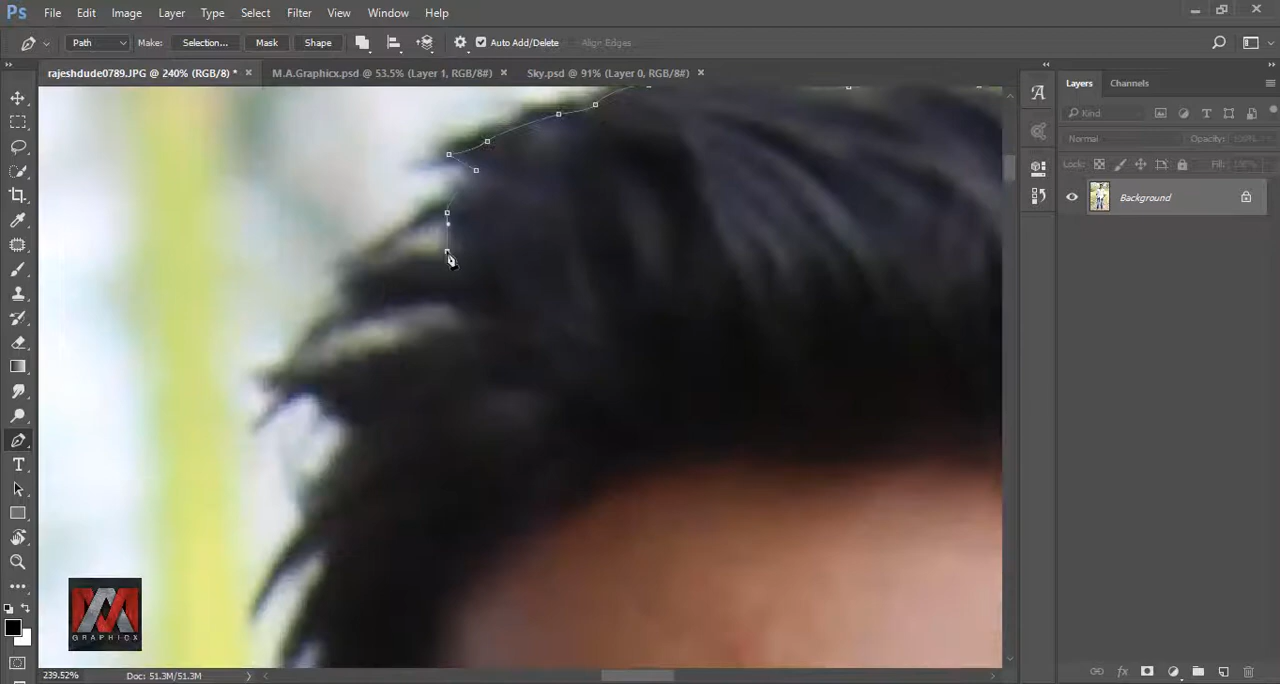 Ps File Edit Image Layer Type Select Filter View Window Help
Path Make: Selection... Mask Shape Auto Add/Delete Align Edges
rajeshdude0789.JPG @ 240% (RGB/8) * × M.A.Graphicx.psd @ 53.5% (Layer 1, RGB/8#) × Sky.psd @ 91% (Layer 0, RGB/8#) ×
Layers Channels
Kind
Normal Opacity: 100%
Lock: Fill: 100%
Background
GRAPHICX
239.52% Doc: 51.3M/51.3M